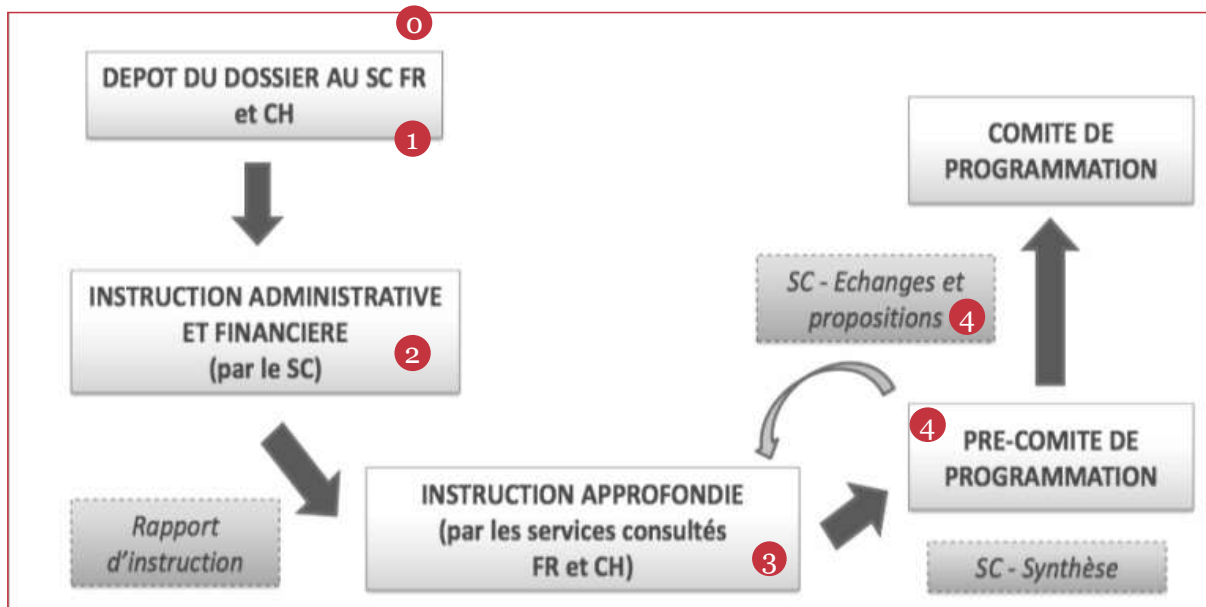 0
DEPOT DU DOSSIER AU SC FR
et CH
1
INSTRUCTION ADMINISTRATIVE
ET FINANCIERE
(par le SC)
2
Rapport
d'instruction
INSTRUCTION APPROFONDIE
(par les services consultés
FR et CH)
3
SC - Echanges et
propositions
4
4
PRE-COMITE DE
PROGRAMMATION
SC - Synthèse
COMITE DE
PROGRAMMATION